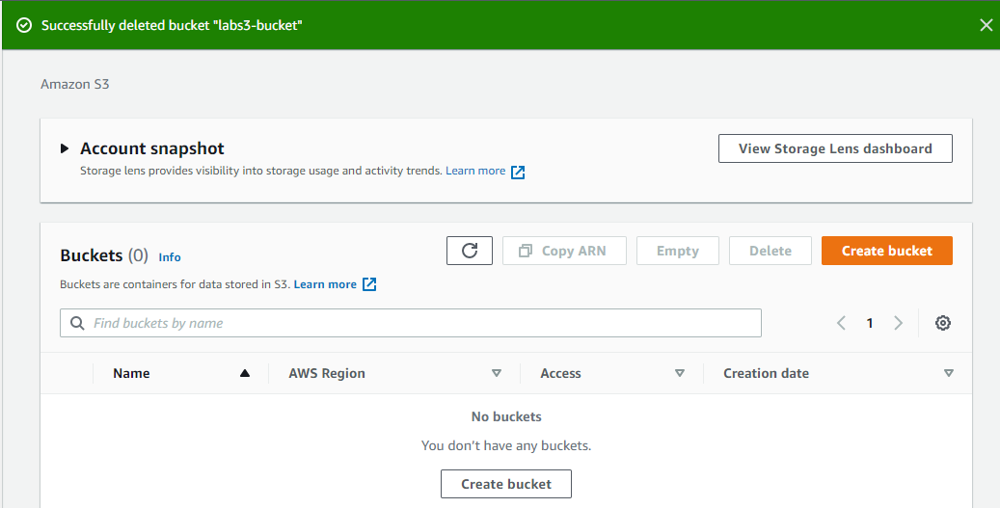 Successfully deleted bucket "labs3-bucket"
Amazon S3
Account snapshot
View Storage Lens dashboard
Storage lens provides visibility into storage usage and activity trends. Learn more
Buckets (0) Info
Copy ARN
Empty
Delete
Create bucket
Buckets are containers for data stored in S3. Learn more
Find buckets by name
1
Name
AWS Region
Access
Creation date
No buckets
You don't have any buckets.
Create bucket